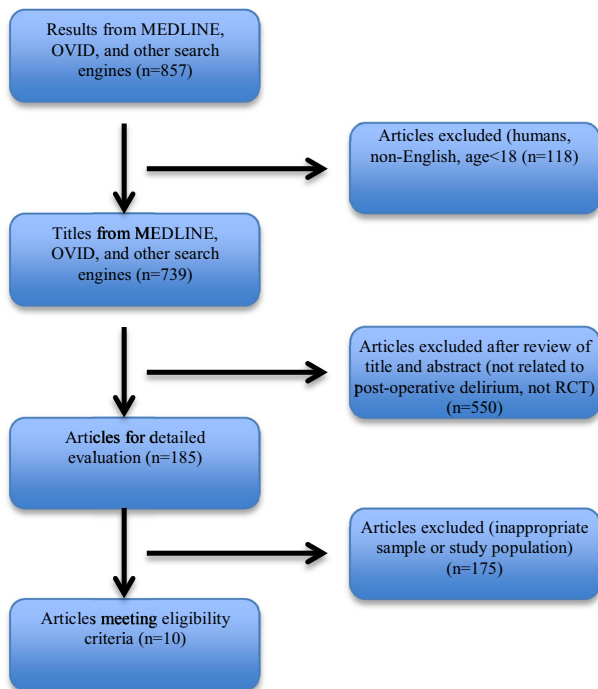 Results from MEDLINE,
OVID, and other search
engines (n=857)
Articles excluded (humans,
non-English, age<18 (n=118)
Titles from MEDLINE,
OVID, and other search
engines (n=739)
Articles excluded after review of
title and abstract (not related to
post-operative delirium, not RCT)
(n=550)
Articles for detailed
evaluation (n=185)
Articles excluded (inappropriate
sample or study population)
(n=175)
Articles meeting eligibility
criteria (n=10)